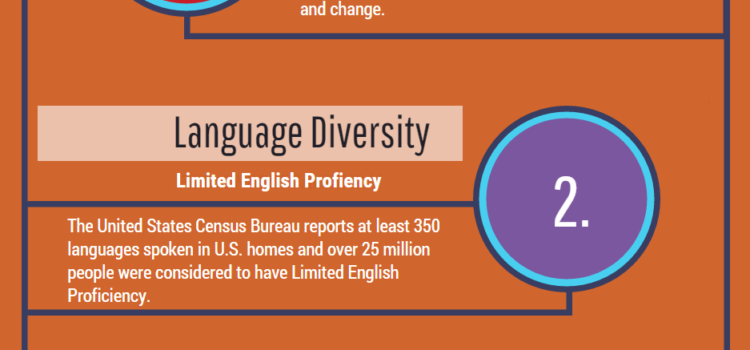 and change.
Language Diversity
Limited English Profiency
2.
The United States Census Bureau reports at least 350
languages spoken in U.S. homes and over 25 million
people were considered to have Limited English
Proficiency.